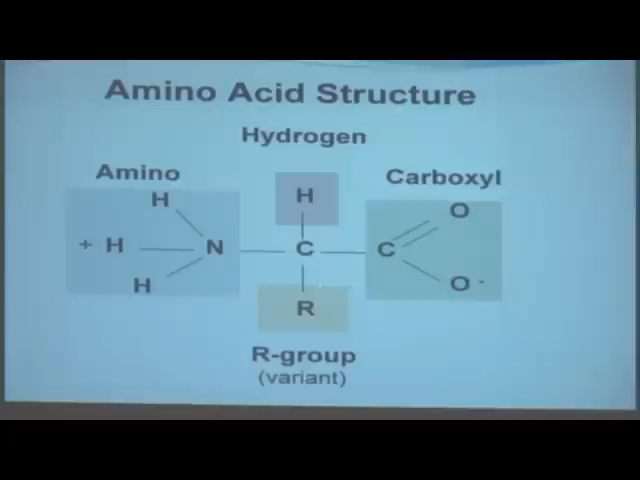 Amino Acid Structure
Hydrogen
Amino
Carboxyl
H
H
O
+ H
N
C
C
H
R
O -
R-group
(variant)